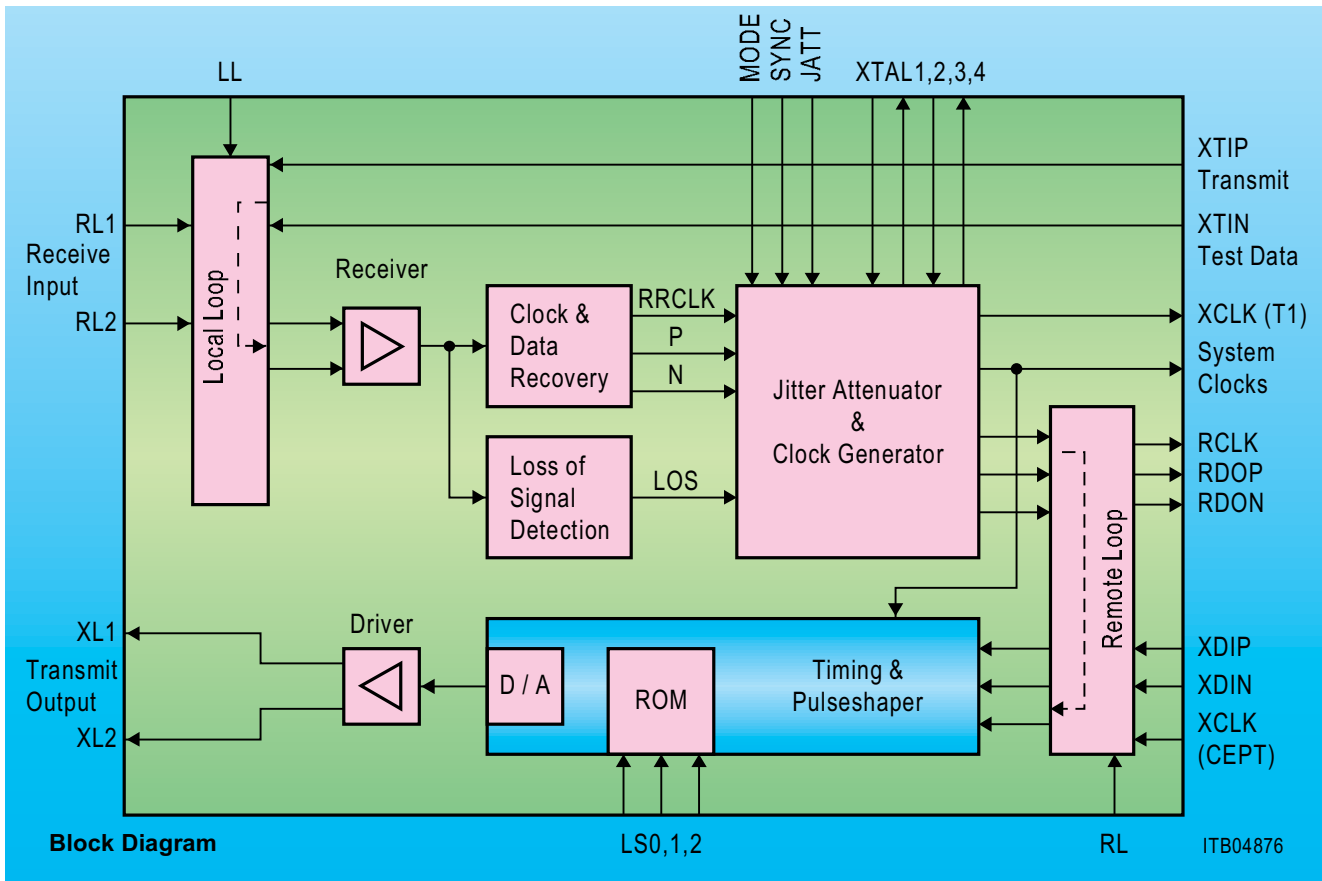 MODE
SYNC
JATT
XTAL1,2,3,4
LL
XTIP
Transmit
XTIN
Test Data
RL1
Receive
Input
RL2
Local Loop
Receiver
Clock &
Data
Recovery
RRCLK
P
N
Loss of
Signal
Detection
LOS
Jitter Attenuator
&
Clock Generator
XCLK (T1)
System
Clocks
RCLK
RDOP
RDON
Remote Loop
XL1
Transmit
Output
XL2
Driver
D / A
ROM
Timing &
Pulseshaper
XDIP
XDIN
XCLK
(CEPT)
Block Diagram
LS0,1,2
RL
ITB04876